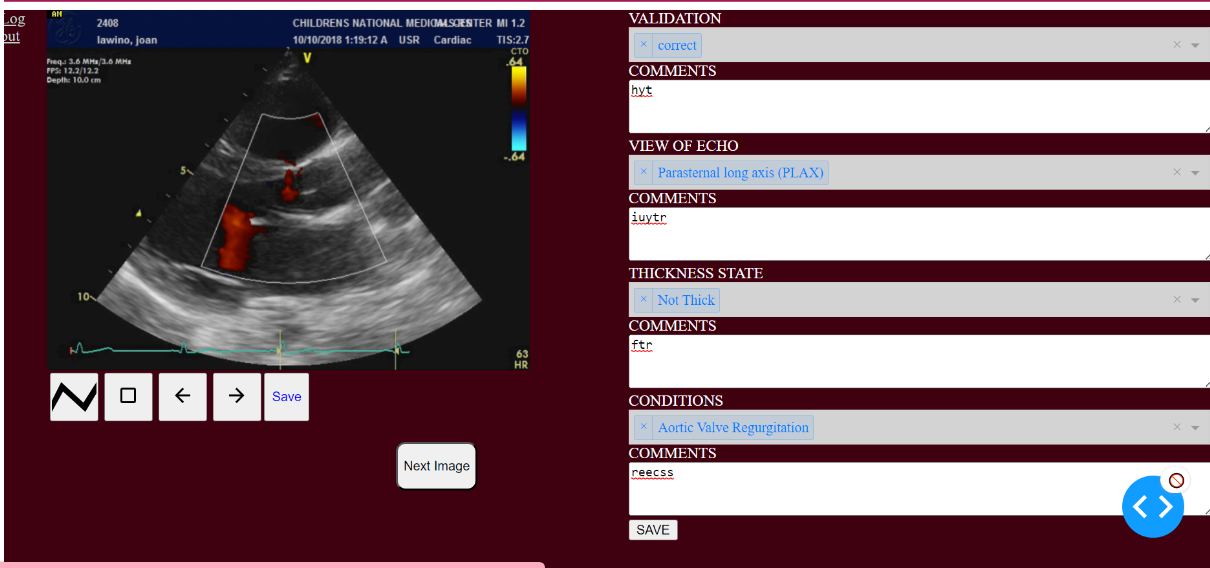 Log
out
AM
2408
CHILDRENS NATIONAL MEDICAL CENTER MI 1.2
lawino, joan
10/10/2018 1:19:12 A USR Cardiac TIS:2.7
CTO
Freq.: 3.6 MHz/3.6 MHz
FPS: 12.2/12.2
Depth: 10.0 cm
V
.64
-.64
5
10
63
HR
Save
Next Image
VALIDATION
× correct
COMMENTS
hyt
VIEW OF ECHO
× Parasternal long axis (PLAX)
COMMENTS
iuytr
THICKNESS STATE
× Not Thick
COMMENTS
ftr
CONDITIONS
× Aortic Valve Regurgitation
COMMENTS
reecss
SAVE